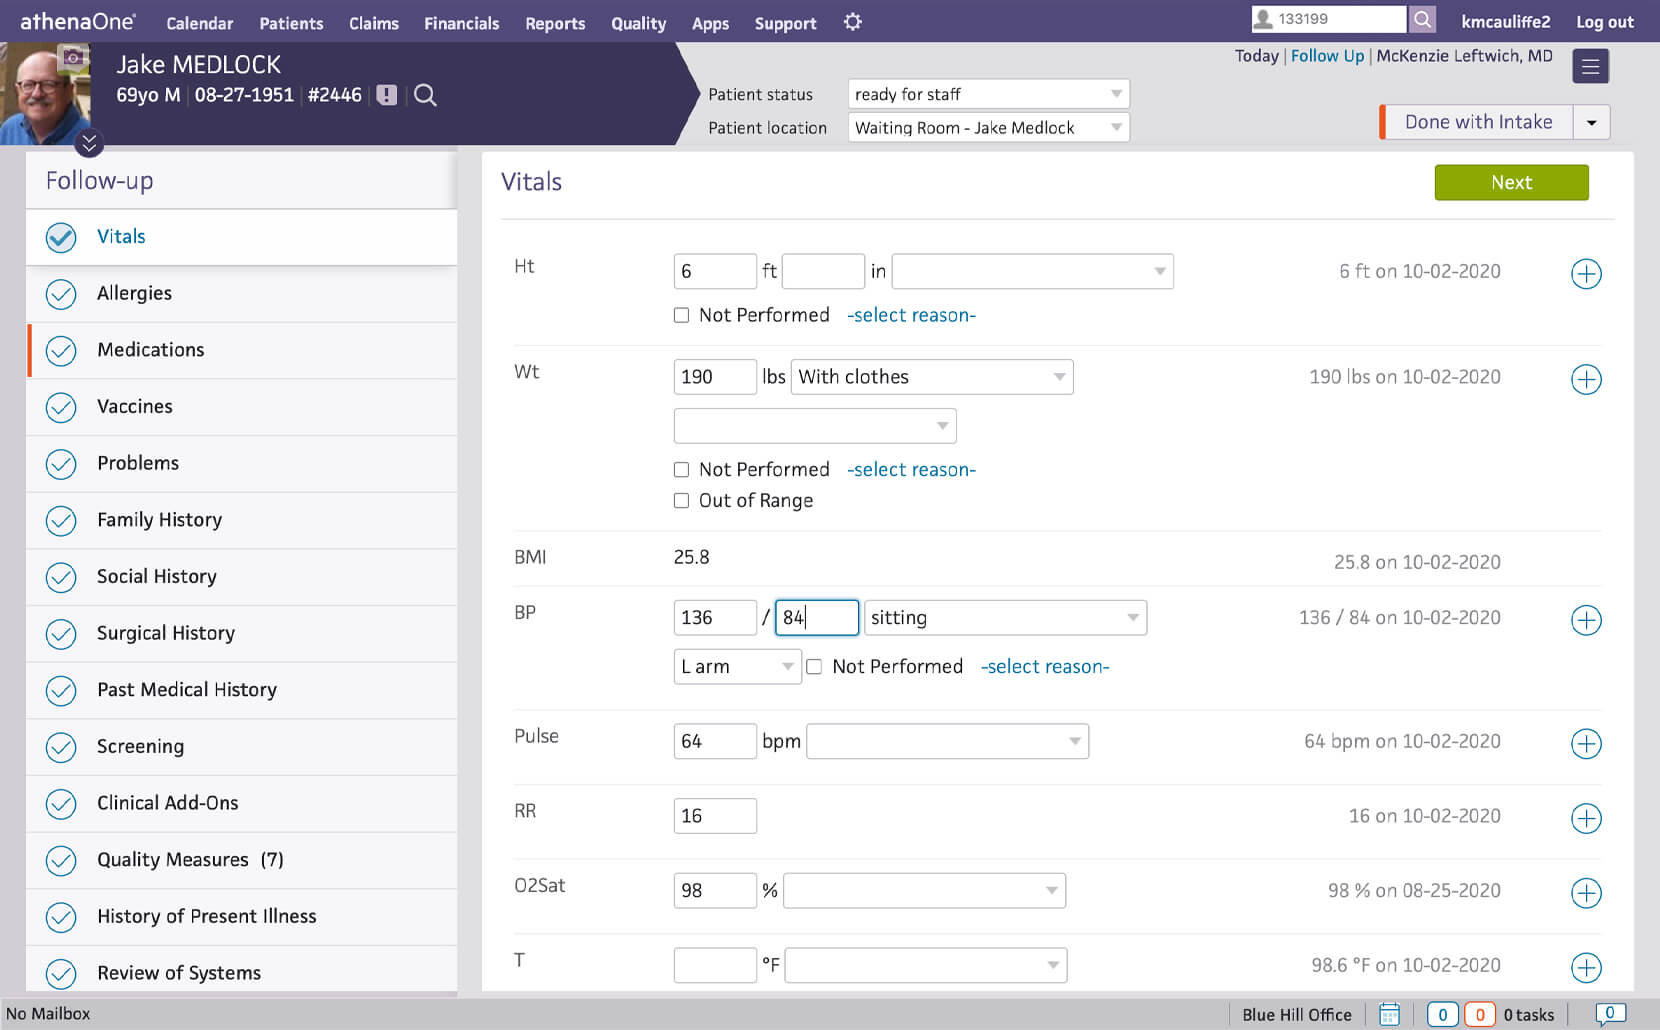 athenaOne Calendar Patients Claims Financials Reports Quality Apps Support 133199 kmcauliffe2 Log out
Jake MEDLOCK
69yo M 08-27-1951 #2446 !
Today Follow Up McKenzie Leftwich, MD
Patient status ready for staff
Patient location Waiting Room - Jake Medlock
Done with Intake
Follow-up
Vitals
Allergies
Medications
Vaccines
Problems
Family History
Social History
Surgical History
Past Medical History
Screening
Clinical Add-Ons
Quality Measures (7)
History of Present Illness
Review of Systems
Vitals
Next
Ht 6 ft in 6 ft on 10-02-2020
Not Performed -select reason-
Wt 190 lbs With clothes 190 lbs on 10-02-2020
Not Performed -select reason-
Out of Range
BMI 25.8 25.8 on 10-02-2020
BP 136 / 84 sitting 136 / 84 on 10-02-2020
L arm Not Performed -select reason-
Pulse 64 bpm 64 bpm on 10-02-2020
RR 16 16 on 10-02-2020
O2Sat 98 % 98 % on 08-25-2020
T °F 98.6 °F on 10-02-2020
No Mailbox Blue Hill Office 0 0 0 tasks 0